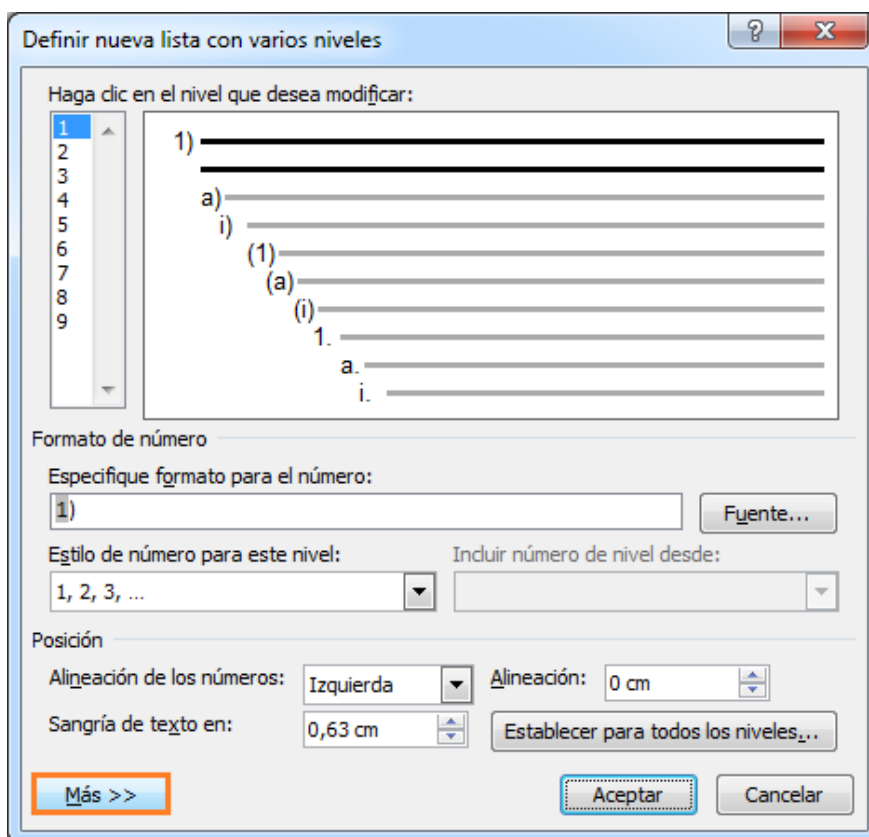 Definir nueva lista con varios niveles
?
X
Haga clic en el nivel que desea modificar:
1
2
3
4
5
6
7
8
9
1)
a)
i)
(1)
(a)
(i)
1.
a.
i.
Formato de número
Especifique formato para el número:
1)
Fuente...
Estilo de número para este nivel:
Incluir número de nivel desde:
1, 2, 3, ...
Posición
Alineación de los números: Izquierda Alineación: 0 cm
Sangría de texto en: 0,63 cm Establecer para todos los niveles...
Más >> Aceptar Cancelar